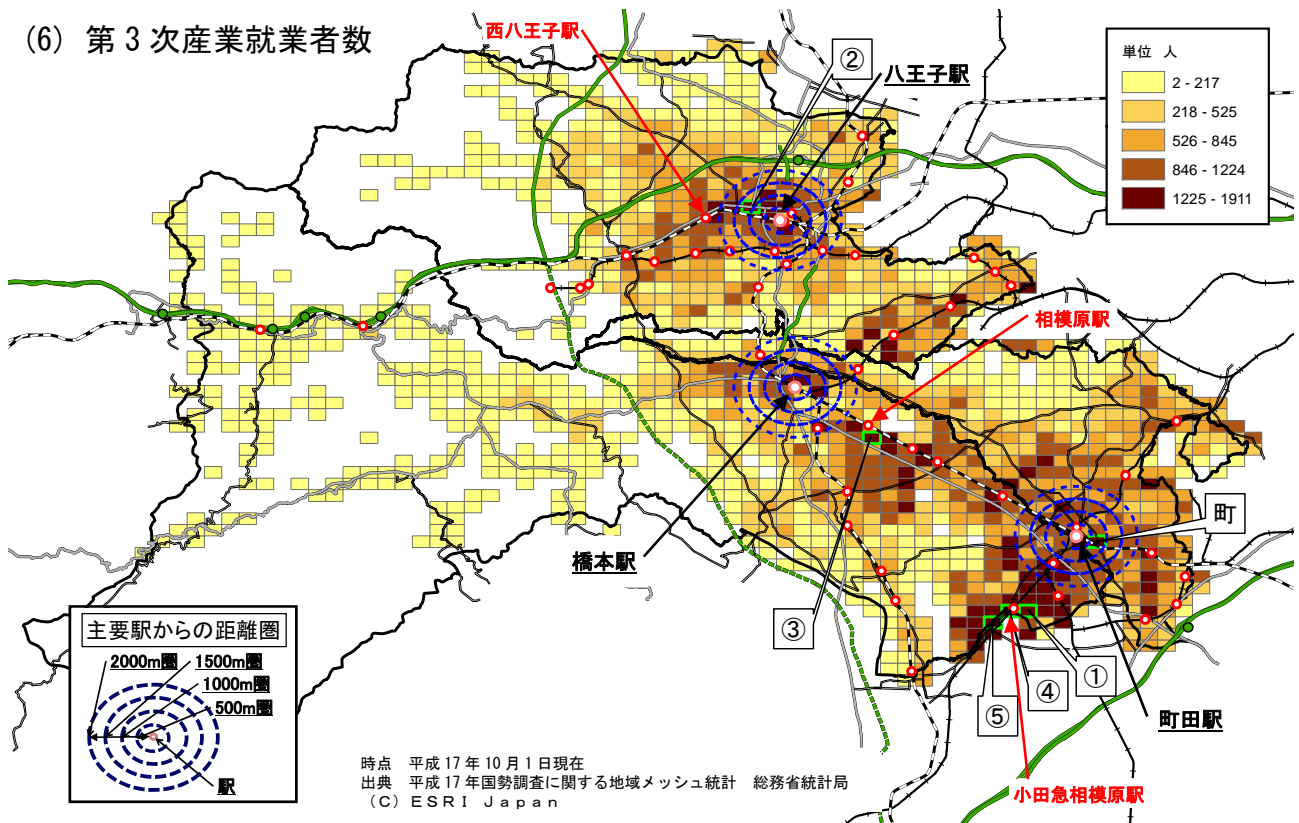 (6) 第3次産業就業者数
西八王子駅
②
八王子駅
単位 人
2 - 217
218 - 525
526 - 845
846 - 1224
1225 - 1911
相模原駅
町
橋本駅
③
①
④
⑤
町田駅
小田急相模原駅
主要駅からの距離圏
2000m圏
1500m圏
1000m圏
500m圏
駅
時点 平成17年10月1日現在
出典 平成17年国勢調査に関する地域メッシュ統計 総務省統計局
(C) ESRI Japan